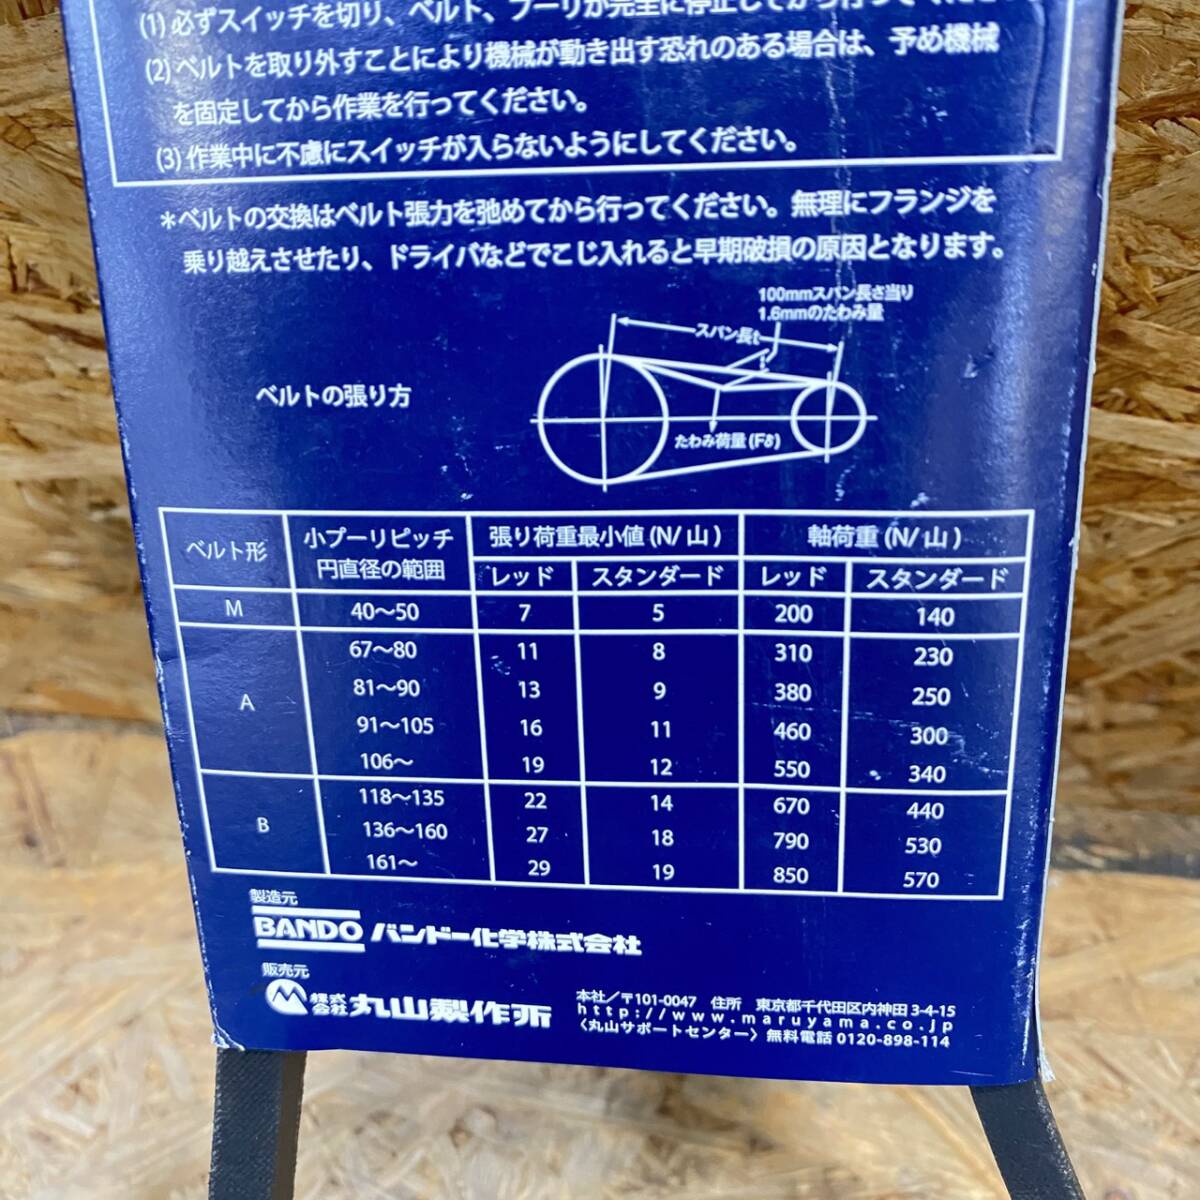 (1) 必ずスイッチを切り、ベルト、プーリが完全に停止してから行ってください。
(2) ベルトを取り外すことにより機械が動き出す恐れのある場合は、予め機械
を固定してから作業を行ってください。
(3) 作業中に不慮にスイッチが入らないようにしてください。
＊ベルトの交換はベルト張力を弛めてから行ってください。無理にフランジを
乗り越えさせたり、ドライバなどでこじ入れると早期破損の原因となります。
100mmスパン長さ当り
1.6mmのたわみ量
スパン長ℓ
ベルトの張り方
たわみ荷量(Fδ)
ベルト形 小プーリピッチ円直径の範囲 張り荷重最小値(N/山) 軸荷重(N/山)
レッド スタンダード レッド スタンダード
M 40～50 7 5 200 140
A 67～80 11 8 310 230
81～90 13 9 380 250
91～105 16 11 460 300
106～ 19 12 550 340
B 118～135 22 14 670 440
136～160 27 18 790 530
161～ 29 19 850 570
製造元
BANDO バンドー化学株式会社
販売元
株式会社 丸山製作所
本社／〒101-0047 住所 東京都千代田区内神田3-4-15
http://www.maruyama.co.jp
〈丸山サポートセンター〉無料電話0120-898-114